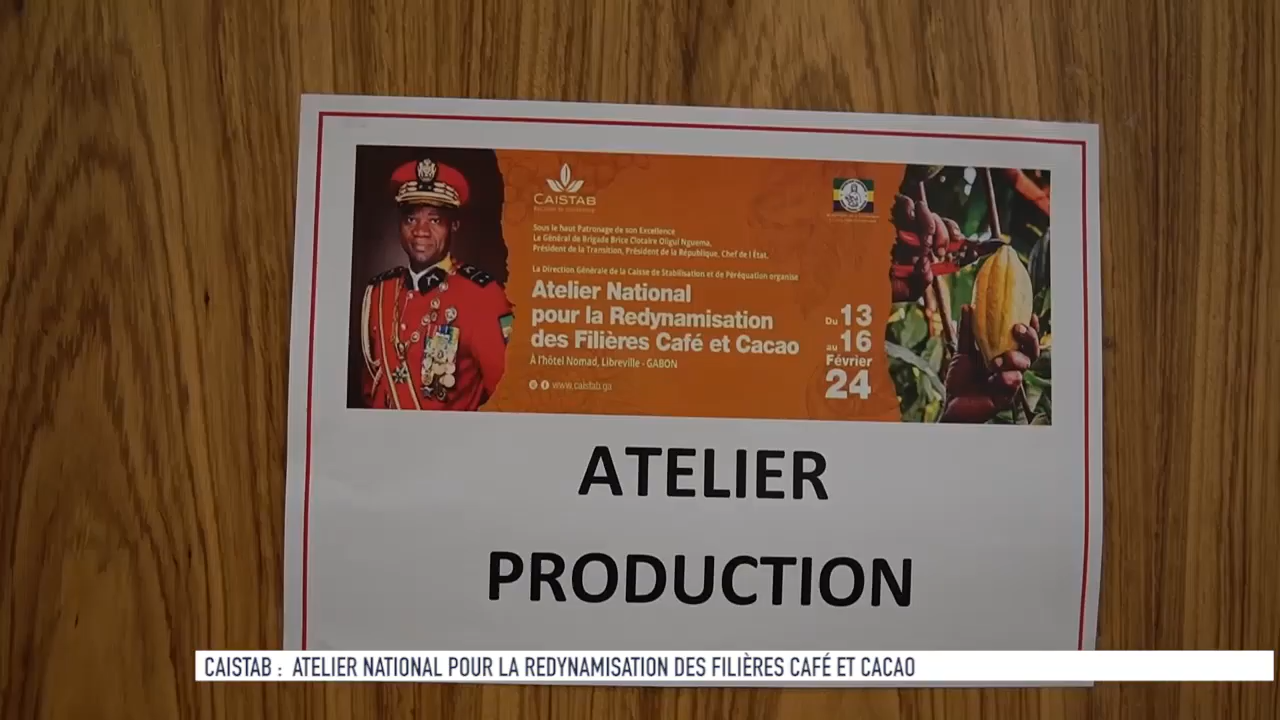 CAISTAB
Sous le haut Patronage de son Excellence
Le Général de Brigade Brice Clotaire Oligui Nguema,
Président de la Transition, Président de la République, Chef de l État,
La Direction Générale de la Caisse de Stabilisation et de Péréquation organise
Atelier National
pour la Redynamisation
des Filières Café et Cacao
À l'hôtel Nomad, Libreville - GABON
www.caistab.ga
Du 13
au 16
Février
24
ATELIER
PRODUCTION
CAISTAB : ATELIER NATIONAL POUR LA REDYNAMISATION DES FILIÈRES CAFÉ ET CACAO